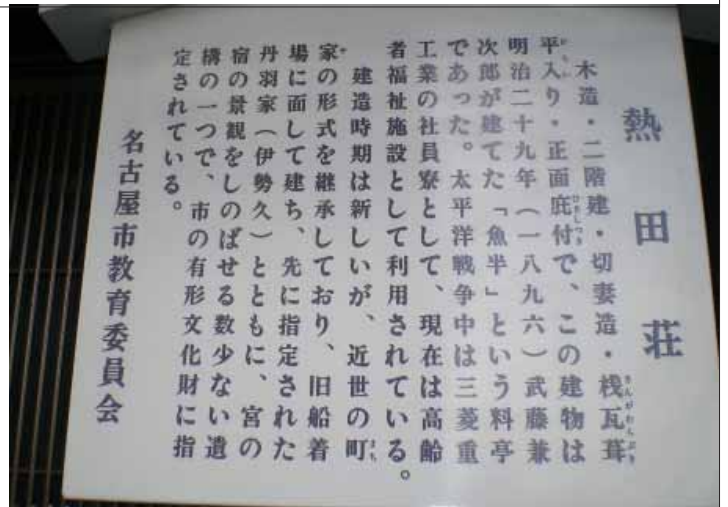 熱田荘
木造・二階建・切妻造・桟瓦葺
平入り・正面庇付で、この建物は
明治二十九年（一八九六）武藤兼
次郎が建てた「魚半」という料亭
であった。太平洋戦争中は三菱重
工業の社員寮として、現在は高齢
者福祉施設として利用されている。
建造時期は新しいが、近世の町
家の形式を継承しており、旧船着
場に面して建ち、先に指定された
丹羽家（伊勢久）とともに、宮の
宿の景観をしのばせる数少ない遺
構の一つで、市の有形文化財に指
定されている。
名古屋市教育委員会